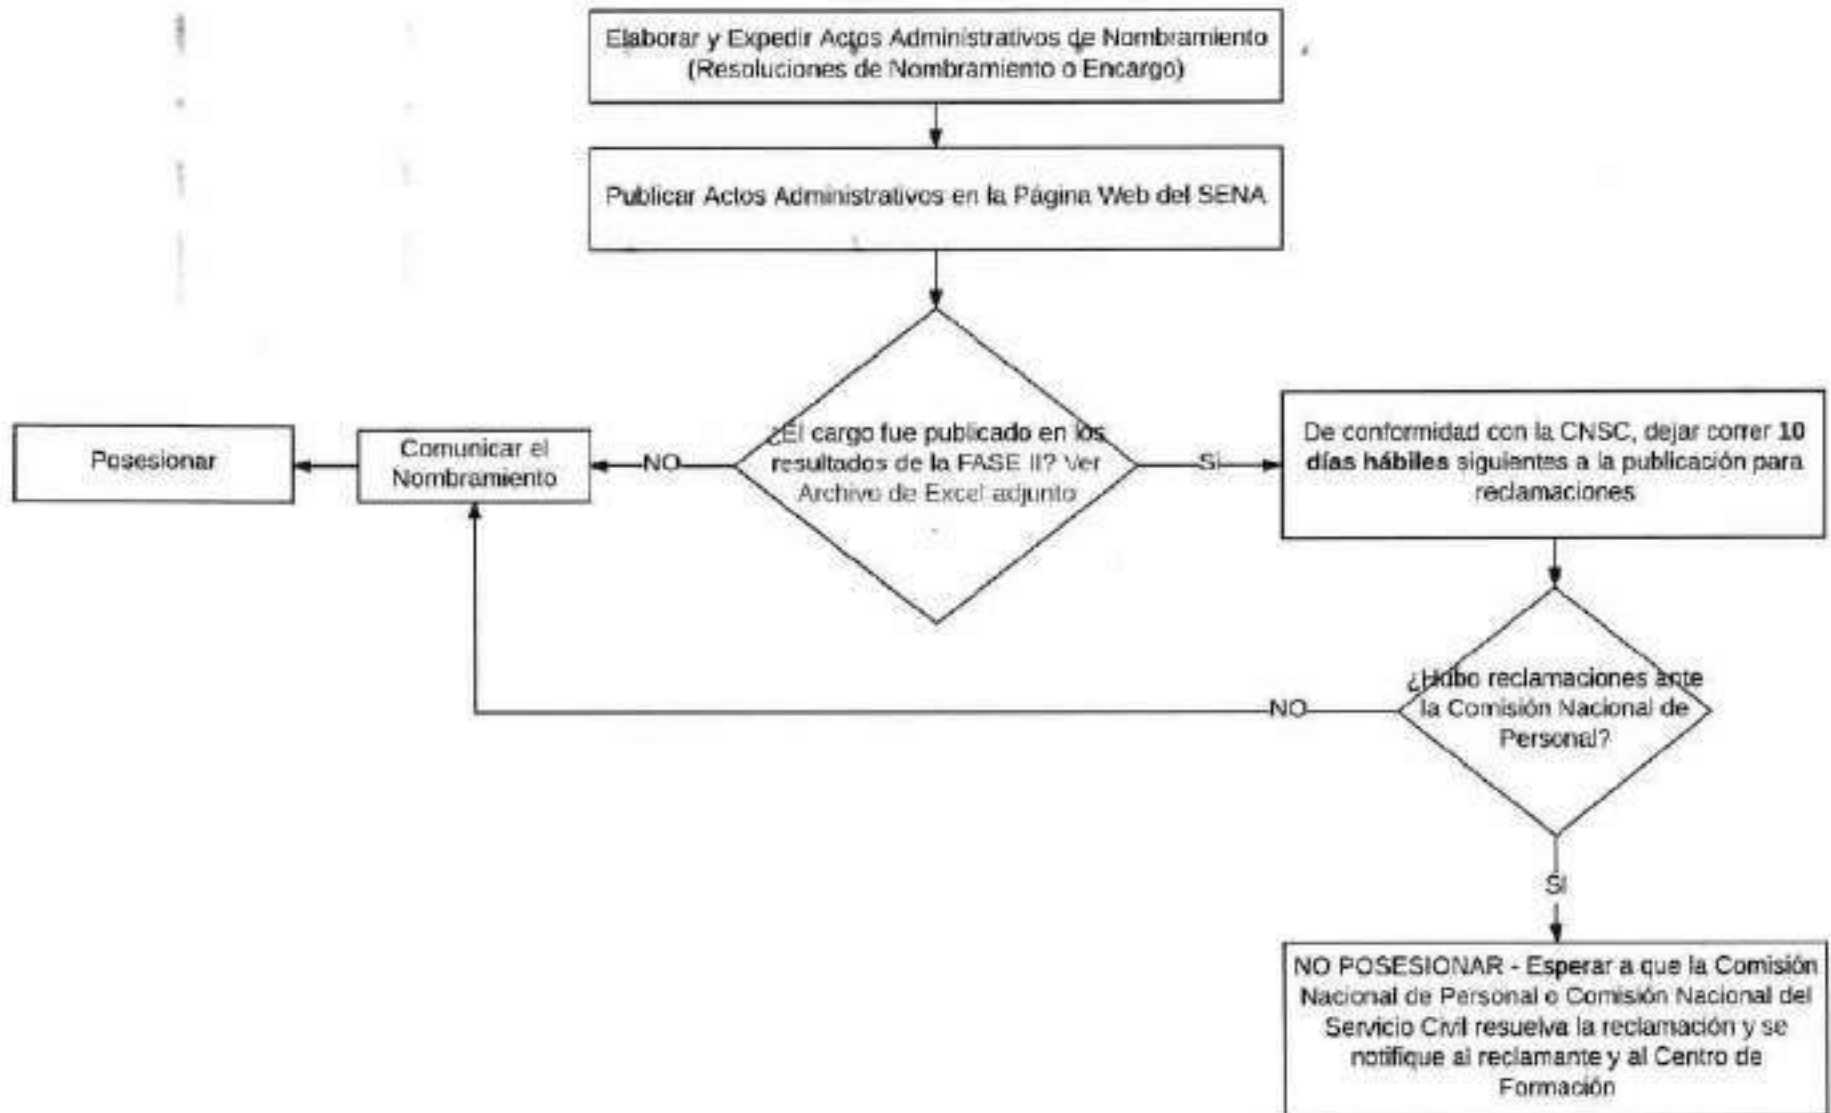 Elaborar y Expedir Actos Administrativos de Nombramiento
(Resoluciones de Nombramiento o Encargo)
Publicar Actos Administrativos en la Página Web del SENA
¿El cargo fue publicado en los
resultados de la FASE II? Ver
Archivo de Excel adjunto
NO
Comunicar el
Nombramiento
Posesionar
Si
De conformidad con la CNSC, dejar correr 10
días hábiles siguientes a la publicación para
reclamaciones
¿Hubo reclamaciones ante
la Comisión Nacional de
Personal?
NO
SI
NO POSESIONAR - Esperar a que la Comisión
Nacional de Personal o Comisión Nacional del
Servicio Civil resuelva la reclamación y se
notifique al reclamante y al Centro de
Formación